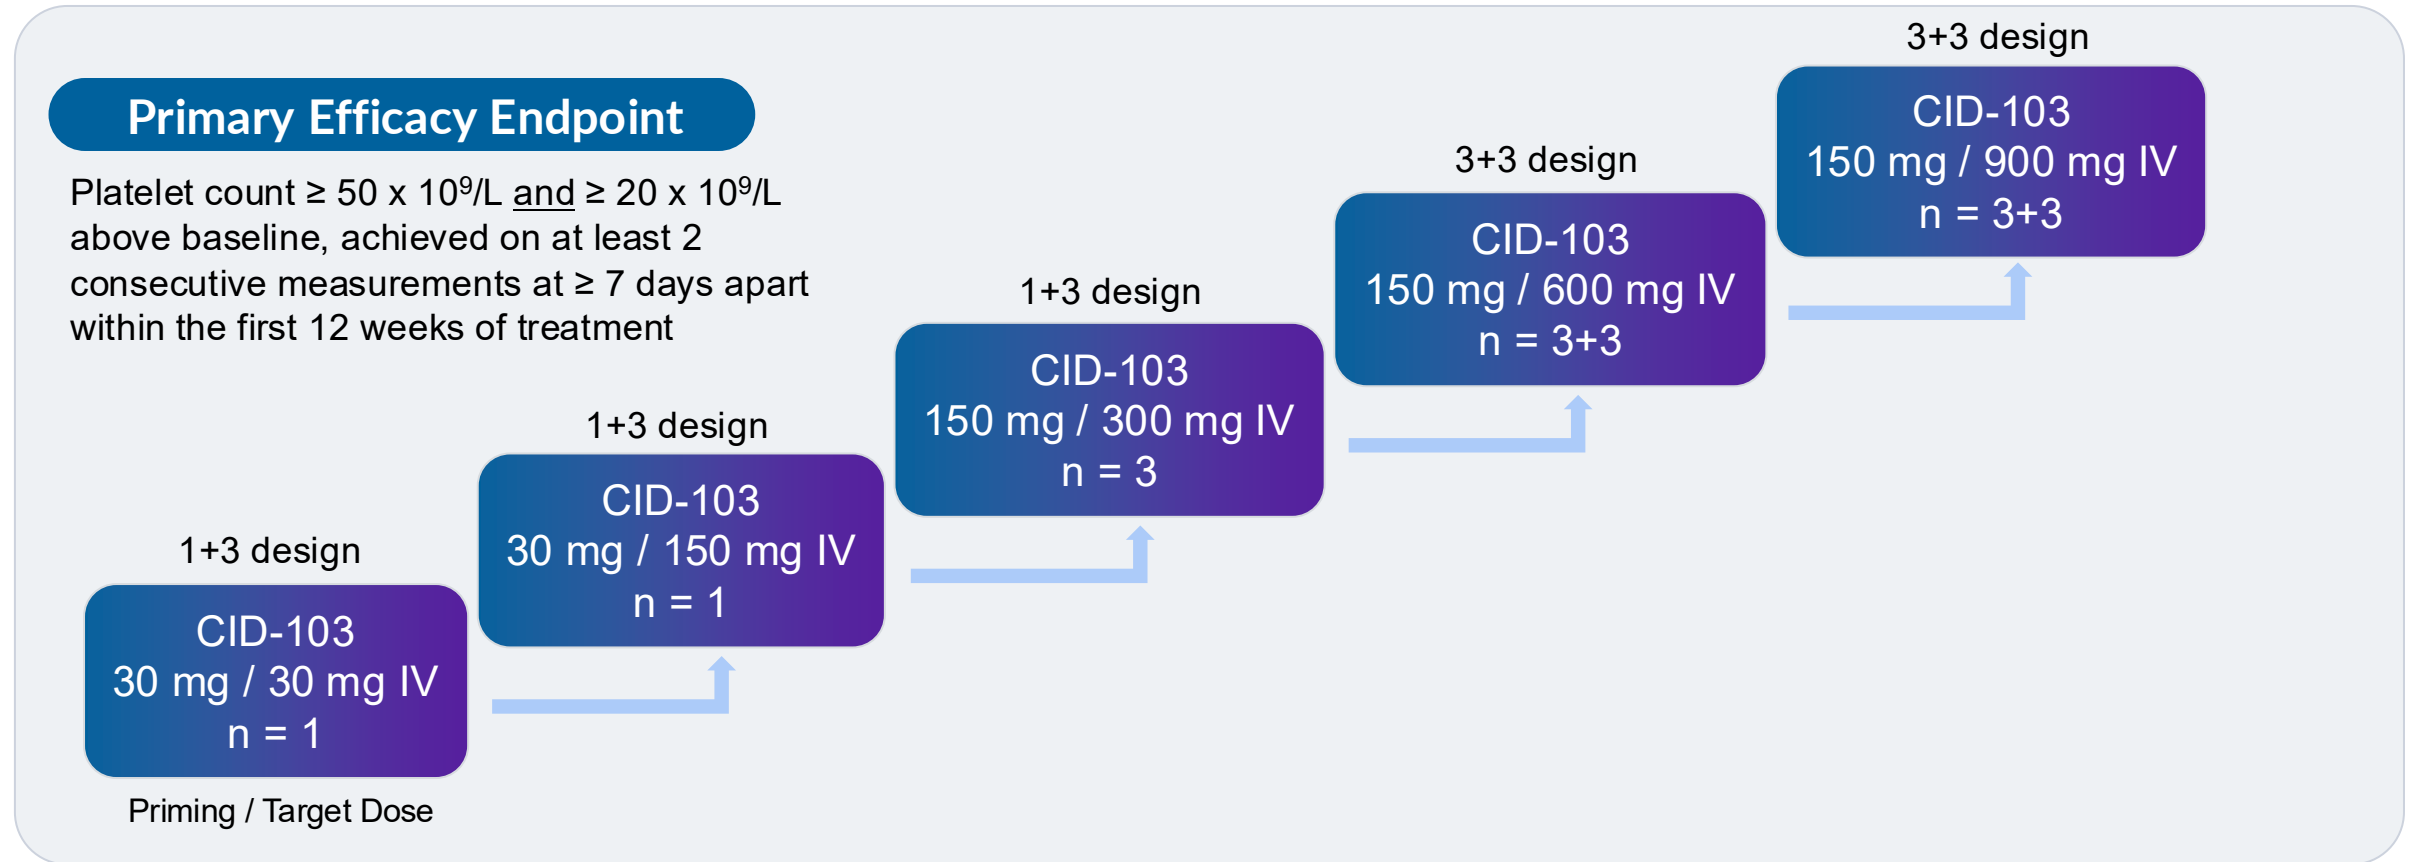 Primary Efficacy Endpoint
Platelet count ≥ 50 x 10⁹/L and ≥ 20 x 10⁹/L
above baseline, achieved on at least 2
consecutive measurements at ≥ 7 days apart
within the first 12 weeks of treatment
1+3 design
CID-103
30 mg / 30 mg IV
n = 1
Priming / Target Dose
1+3 design
CID-103
30 mg / 150 mg IV
n = 1
1+3 design
CID-103
150 mg / 300 mg IV
n = 3
3+3 design
CID-103
150 mg / 600 mg IV
n = 3+3
3+3 design
CID-103
150 mg / 900 mg IV
n = 3+3